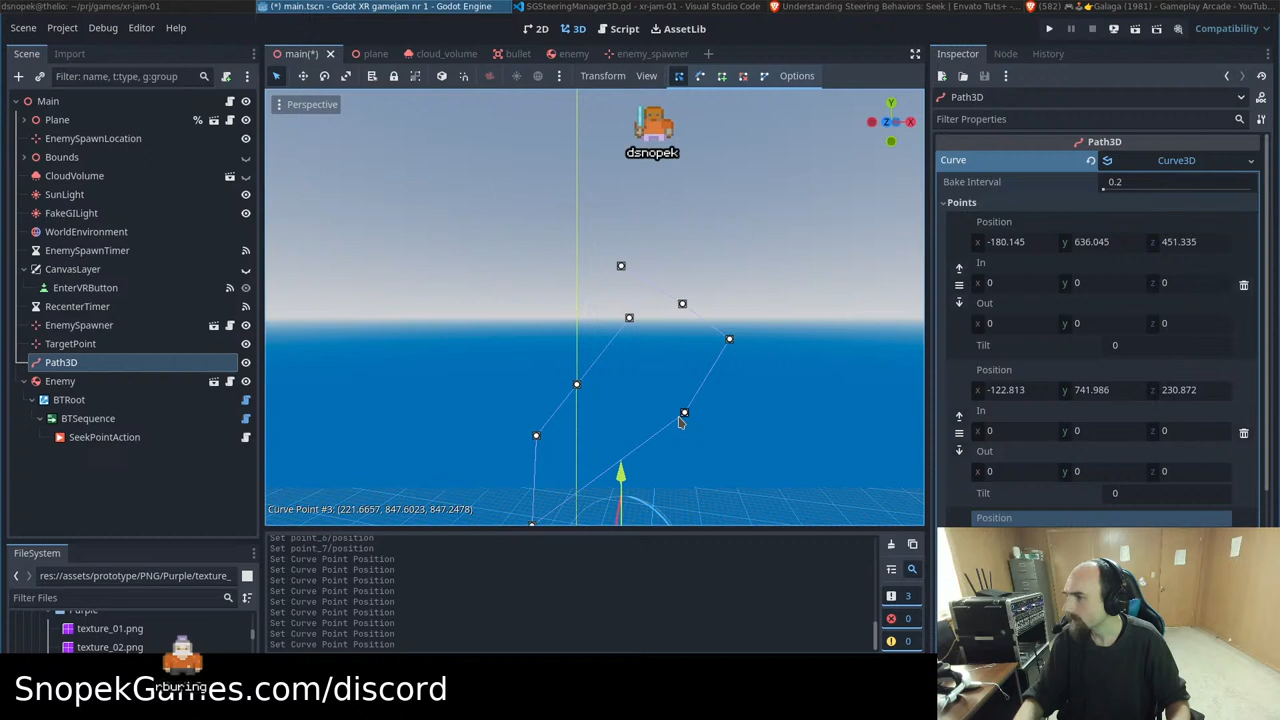 dsnopek@thelio: ~/prj/games/xr-jam-01
(*) main.tscn - Godot XR gamejam nr 1 - Godot Engine
SGSteeringManager3D.gd - xr-jam-01 - Visual Studio Code
Understanding Steering Behaviors: Seek | Envato Tuts+ - ...
Galaga (1981) - Gameplay Arcade - YouT...
Scene Project Debug Editor Help
2D 3D Script AssetLib
Compatibility
Scene Import
main(*) plane cloud_volume bullet enemy enemy_spawner
Inspector Node History
Filter: name, t:type, g:group
Transform View Options
Main
Plane
EnemySpawnLocation
Bounds
CloudVolume
SunLight
FakeGILight
WorldEnvironment
EnemySpawnTimer
CanvasLayer
EnterVRButton
RecenterTimer
EnemySpawner
TargetPoint
Path3D
Enemy
BTRoot
BTSequence
SeekPointAction
Perspective
dsnopek
Curve Point #3: (221.6657, 847.6023, 847.2478)
Path3D
Filter Properties
Path3D
Curve Curve3D
Bake Interval 0.2
Points
Position
x -180.145 y 636.045 z 451.335
In
x 0 y 0 z 0
Out
x 0 y 0 z 0
Tilt 0
Position
x -122.813 y 741.986 z 230.872
In
x 0 y 0 z 0
Out
x 0 y 0 z 0
Tilt 0
Position
FileSystem
res://assets/prototype/PNG/Purple/texture_
Filter Files
Purple
texture_01.png
texture_02.png
Set point_6/position
Set point_7/position
Set Curve Point Position
Set Curve Point Position
Set Curve Point Position
Set Curve Point Position
Set Curve Point Position
Set Curve Point Position
Set Curve Point Position
Set Curve Point Position
Set Curve Point Position
3
0
0
rburing
SnopekGames.com/discord